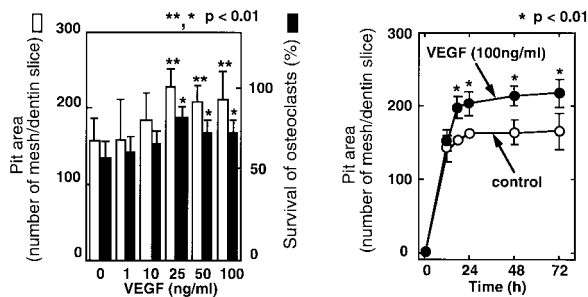 **,* p < 0.01
Pit area
(number of mesh/dentin slice)
300
200
100
0
**
**
**
*
*
*
100
50
0
Survival of osteoclasts (%)
0 1 10 25 50 100
VEGF (ng/ml)
* p < 0.01
Pit area
(number of mesh/dentin slice)
300
200
100
0
VEGF (100ng/ml)
* * * *
control
0 24 48 72
Time (h)